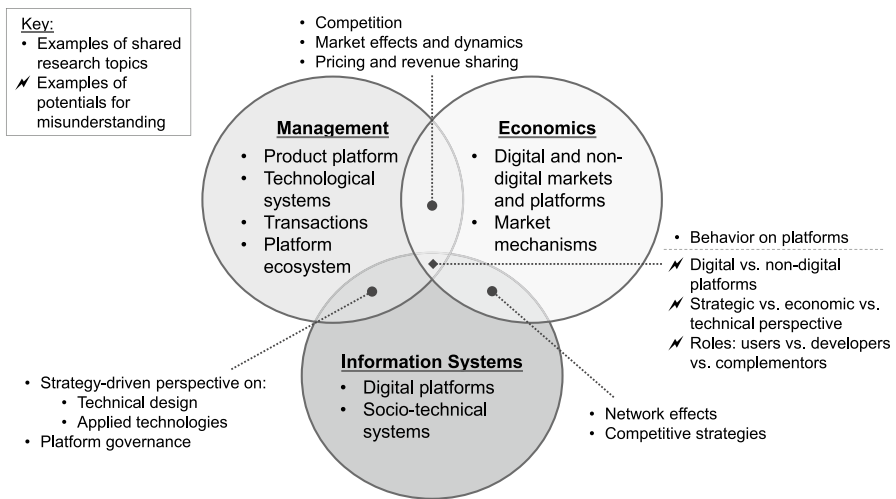 Key:
• Examples of shared
research topics
Examples of
potentials for
misunderstanding
• Competition
• Market effects and dynamics
• Pricing and revenue sharing
Management
• Product platform
• Technological
systems
• Transactions
• Platform
ecosystem
Economics
• Digital and non-
digital markets
and platforms
• Market
mechanisms
• Behavior on platforms
Digital vs. non-digital
platforms
Strategic vs. economic vs.
technical perspective
Roles: users vs. developers
vs. complementors
Information Systems
• Digital platforms
• Socio-technical
systems
• Strategy-driven perspective on:
• Technical design
• Applied technologies
• Platform governance
• Network effects
• Competitive strategies